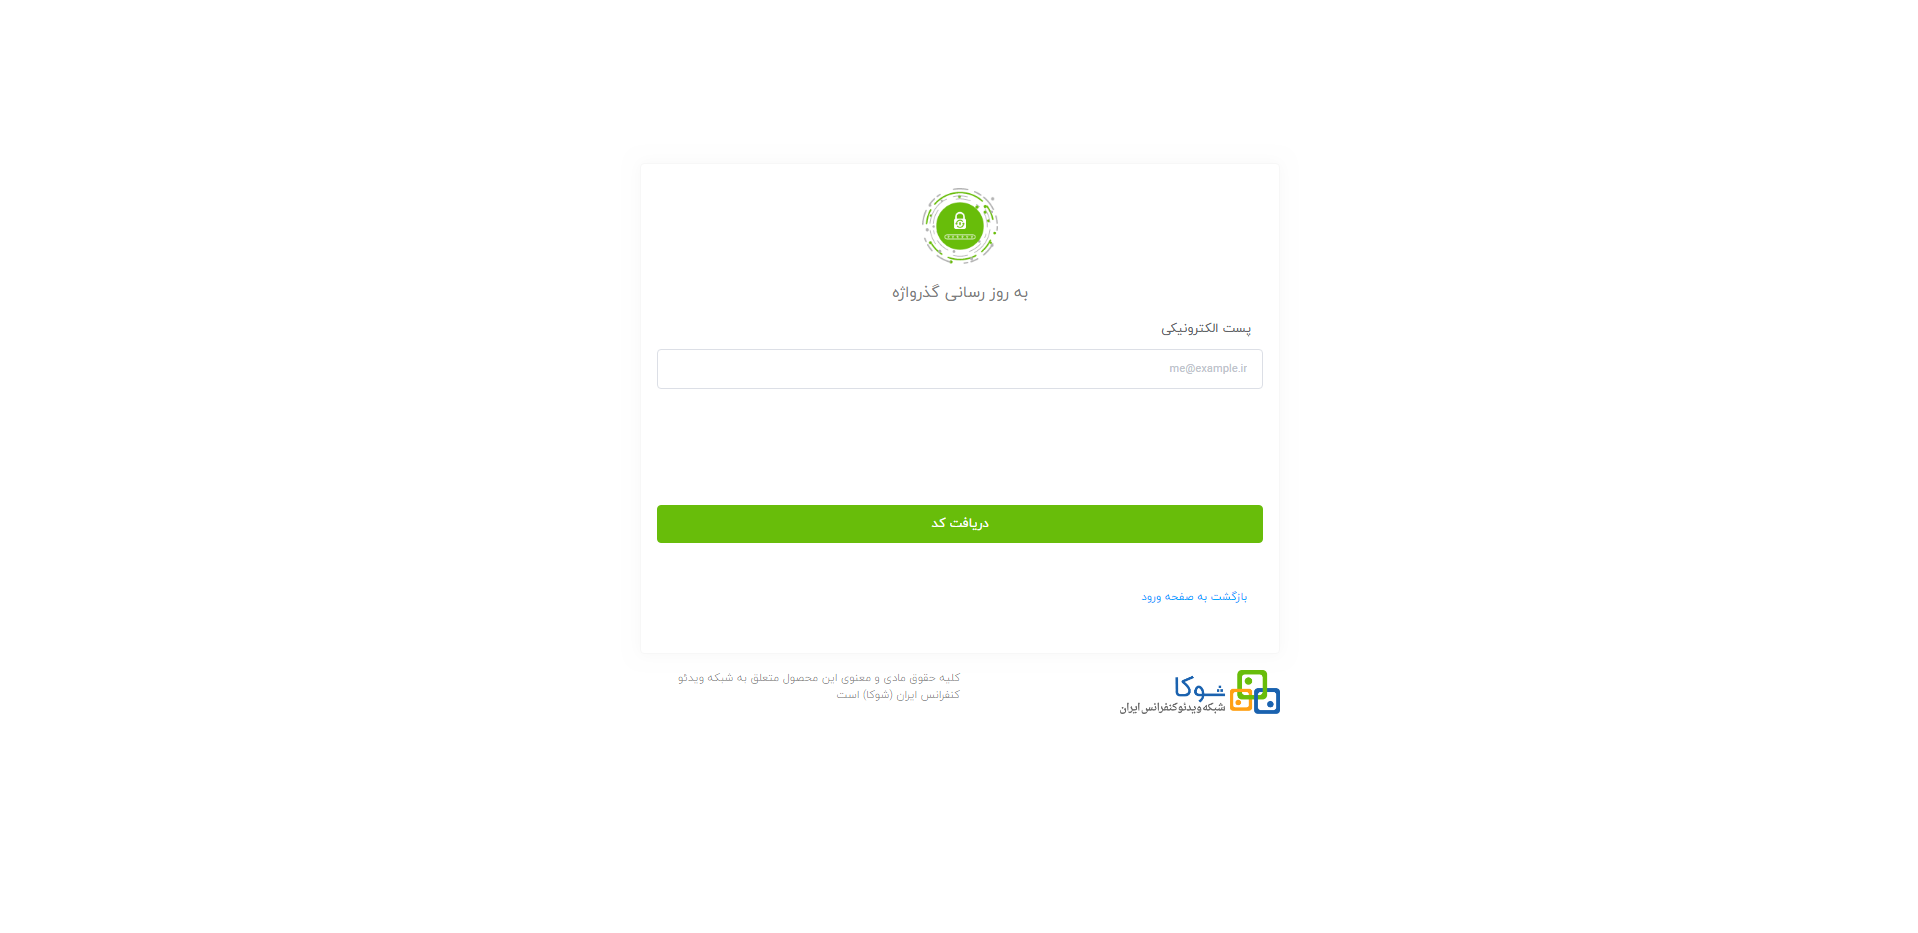 به روز رسانی گذرواژه
پست الکترونیکی
me@example.ir
دریافت کد
بازگشت به صفحه ورود
شوکا
شبکه ویدئو کنفرانس ایران
کلیه حقوق مادی و معنوی این محصول متعلق به شبکه ویدئو
کنفرانس ایران (شوکا) است